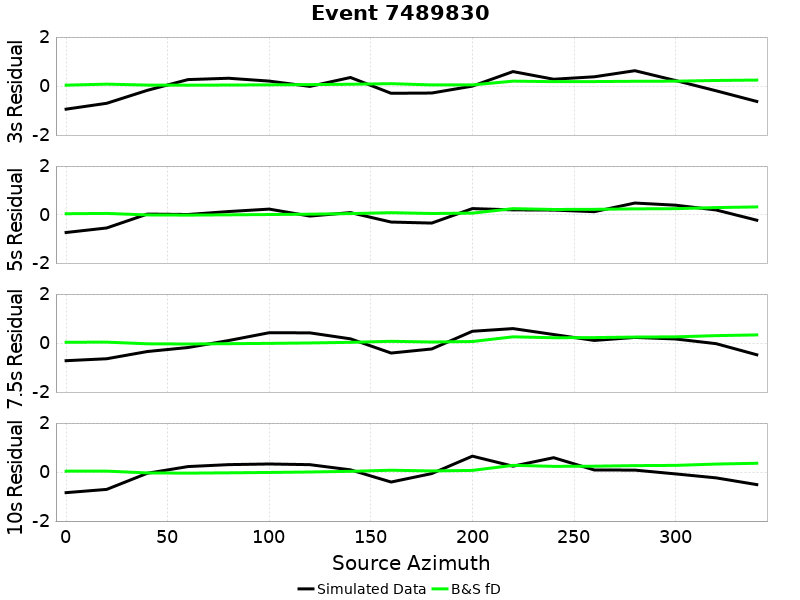 Event 7489830
3s Residual
2
0
-2
5s Residual
2
0
-2
7.5s Residual
2
0
-2
10s Residual
2
0
-2
0 50 100 150 200 250 300
Source Azimuth
Simulated Data B&S fD